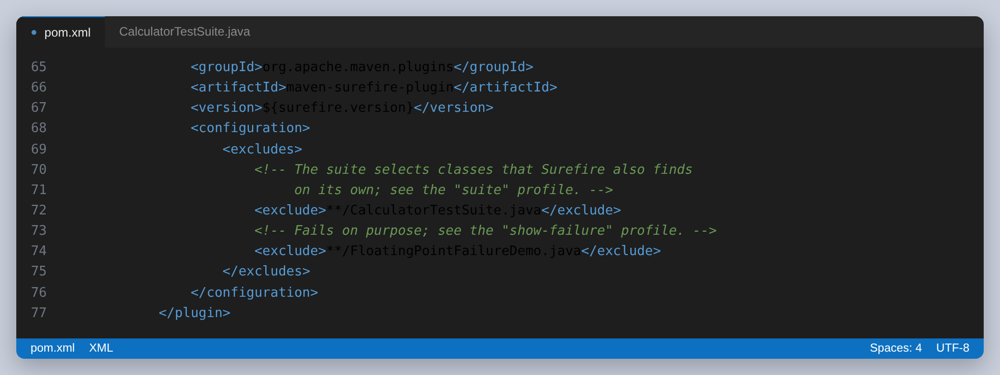 pom.xml CalculatorTestSuite.java
65 <groupId>org.apache.maven.plugins</groupId>
66 <artifactId>maven-surefire-plugin</artifactId>
67 <version>${surefire.version}</version>
68 <configuration>
69 <excludes>
70 <!-- The suite selects classes that Surefire also finds
71 on its own; see the "suite" profile. -->
72 <exclude>**/CalculatorTestSuite.java</exclude>
73 <!-- Fails on purpose; see the "show-failure" profile. -->
74 <exclude>**/FloatingPointFailureDemo.java</exclude>
75 </excludes>
76 </configuration>
77 </plugin>
pom.xml XML Spaces: 4 UTF-8